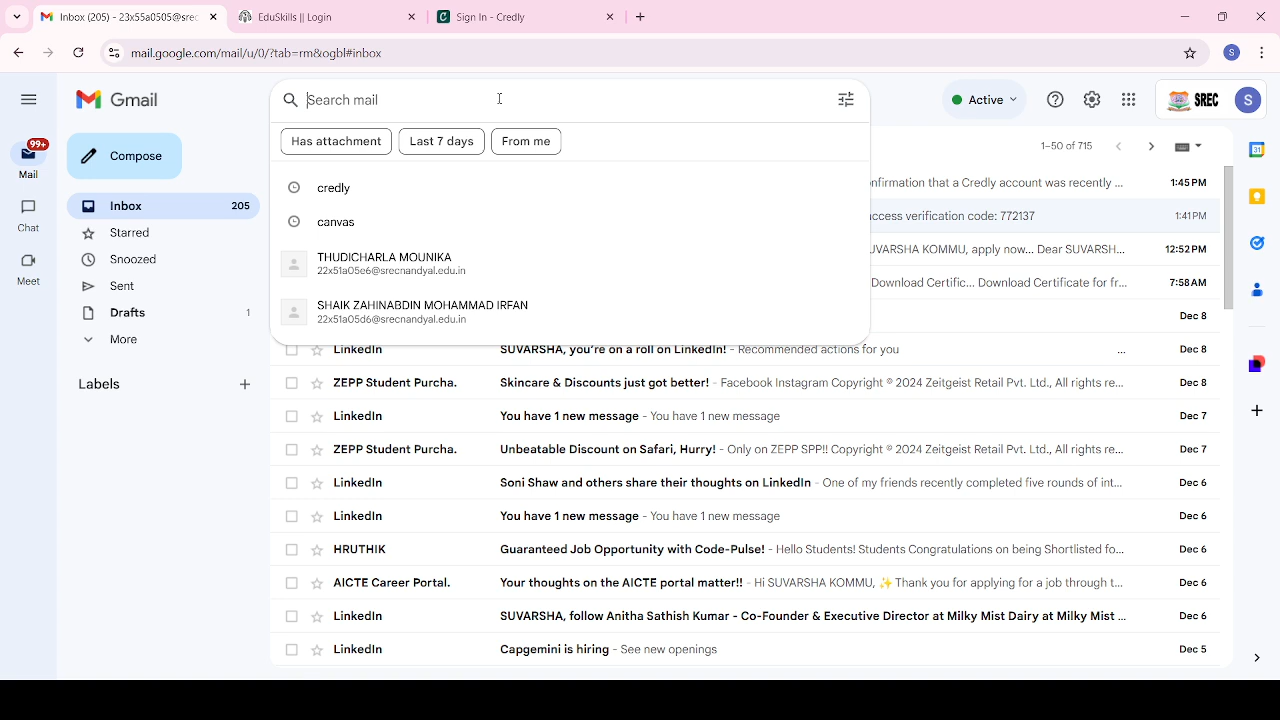 Inbox (205) - 23x55a0505@srec
EduSkills || Login
Sign In - Credly
mail.google.com/mail/u/0/?tab=rm&ogbl#inbox
S
Gmail
Search mail
Active
SREC
S
Has attachment
Last 7 days
From me
1–50 of 715
99+
Mail
Chat
Meet
Compose
Inbox 205
Starred
Snoozed
Sent
Drafts 1
More
Labels
credly
canvas
THUDICHARLA MOUNIKA
22x51a05e6@srecnandyal.edu.in
SHAIK ZAHINABDIN MOHAMMAD IRFAN
22x51a05d6@srecnandyal.edu.in
nfirmation that a Credly account was recently ... 1:45 PM
ccess verification code: 772137 1:41 PM
UVARSHA KOMMU, apply now... Dear SUVARSH... 12:52 PM
Download Certific... Download Certificate for fr... 7:58 AM
Dec 8
LinkedIn SUVARSHA, you're on a roll on LinkedIn! - Recommended actions for you ... Dec 8
ZEPP Student Purcha. Skincare & Discounts just got better! - Facebook Instagram Copyright © 2024 Zeitgeist Retail Pvt. Ltd., All rights re... Dec 8
LinkedIn You have 1 new message - You have 1 new message Dec 7
ZEPP Student Purcha. Unbeatable Discount on Safari, Hurry! - Only on ZEPP SPP!! Copyright © 2024 Zeitgeist Retail Pvt. Ltd., All rights re... Dec 7
LinkedIn Soni Shaw and others share their thoughts on LinkedIn - One of my friends recently completed five rounds of int... Dec 6
LinkedIn You have 1 new message - You have 1 new message Dec 6
HRUTHIK Guaranteed Job Opportunity with Code-Pulse! - Hello Students! Students Congratulations on being Shortlisted fo... Dec 6
AICTE Career Portal. Your thoughts on the AICTE portal matter!! - Hi SUVARSHA KOMMU, ✨ Thank you for applying for a job through t... Dec 6
LinkedIn SUVARSHA, follow Anitha Sathish Kumar - Co-Founder & Executive Director at Milky Mist Dairy at Milky Mist ... Dec 6
LinkedIn Capgemini is hiring - See new openings Dec 5
31